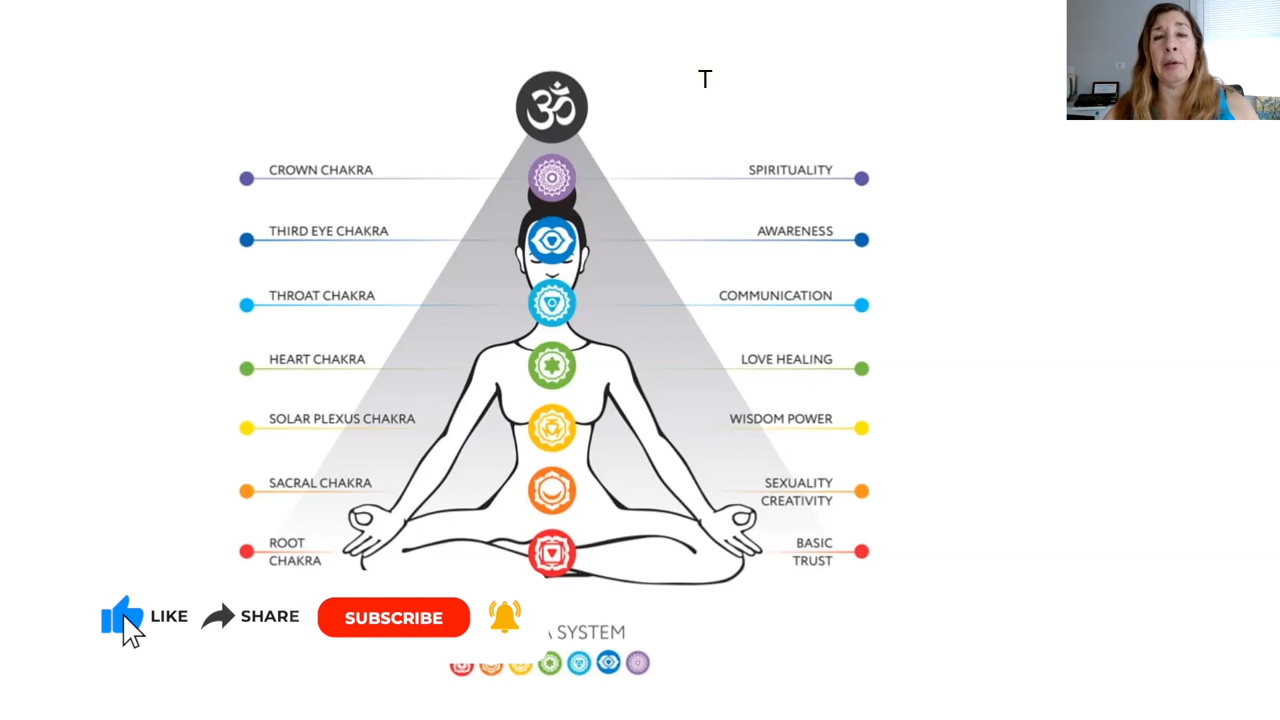 T
ॐ
CROWN CHAKRA
SPIRITUALITY
THIRD EYE CHAKRA
AWARENESS
THROAT CHAKRA
COMMUNICATION
HEART CHAKRA
LOVE HEALING
SOLAR PLEXUS CHAKRA
WISDOM POWER
SACRAL CHAKRA
SEXUALITY
CREATIVITY
ROOT
CHAKRA
BASIC
TRUST
LIKE
SHARE
SUBSCRIBE
SYSTEM